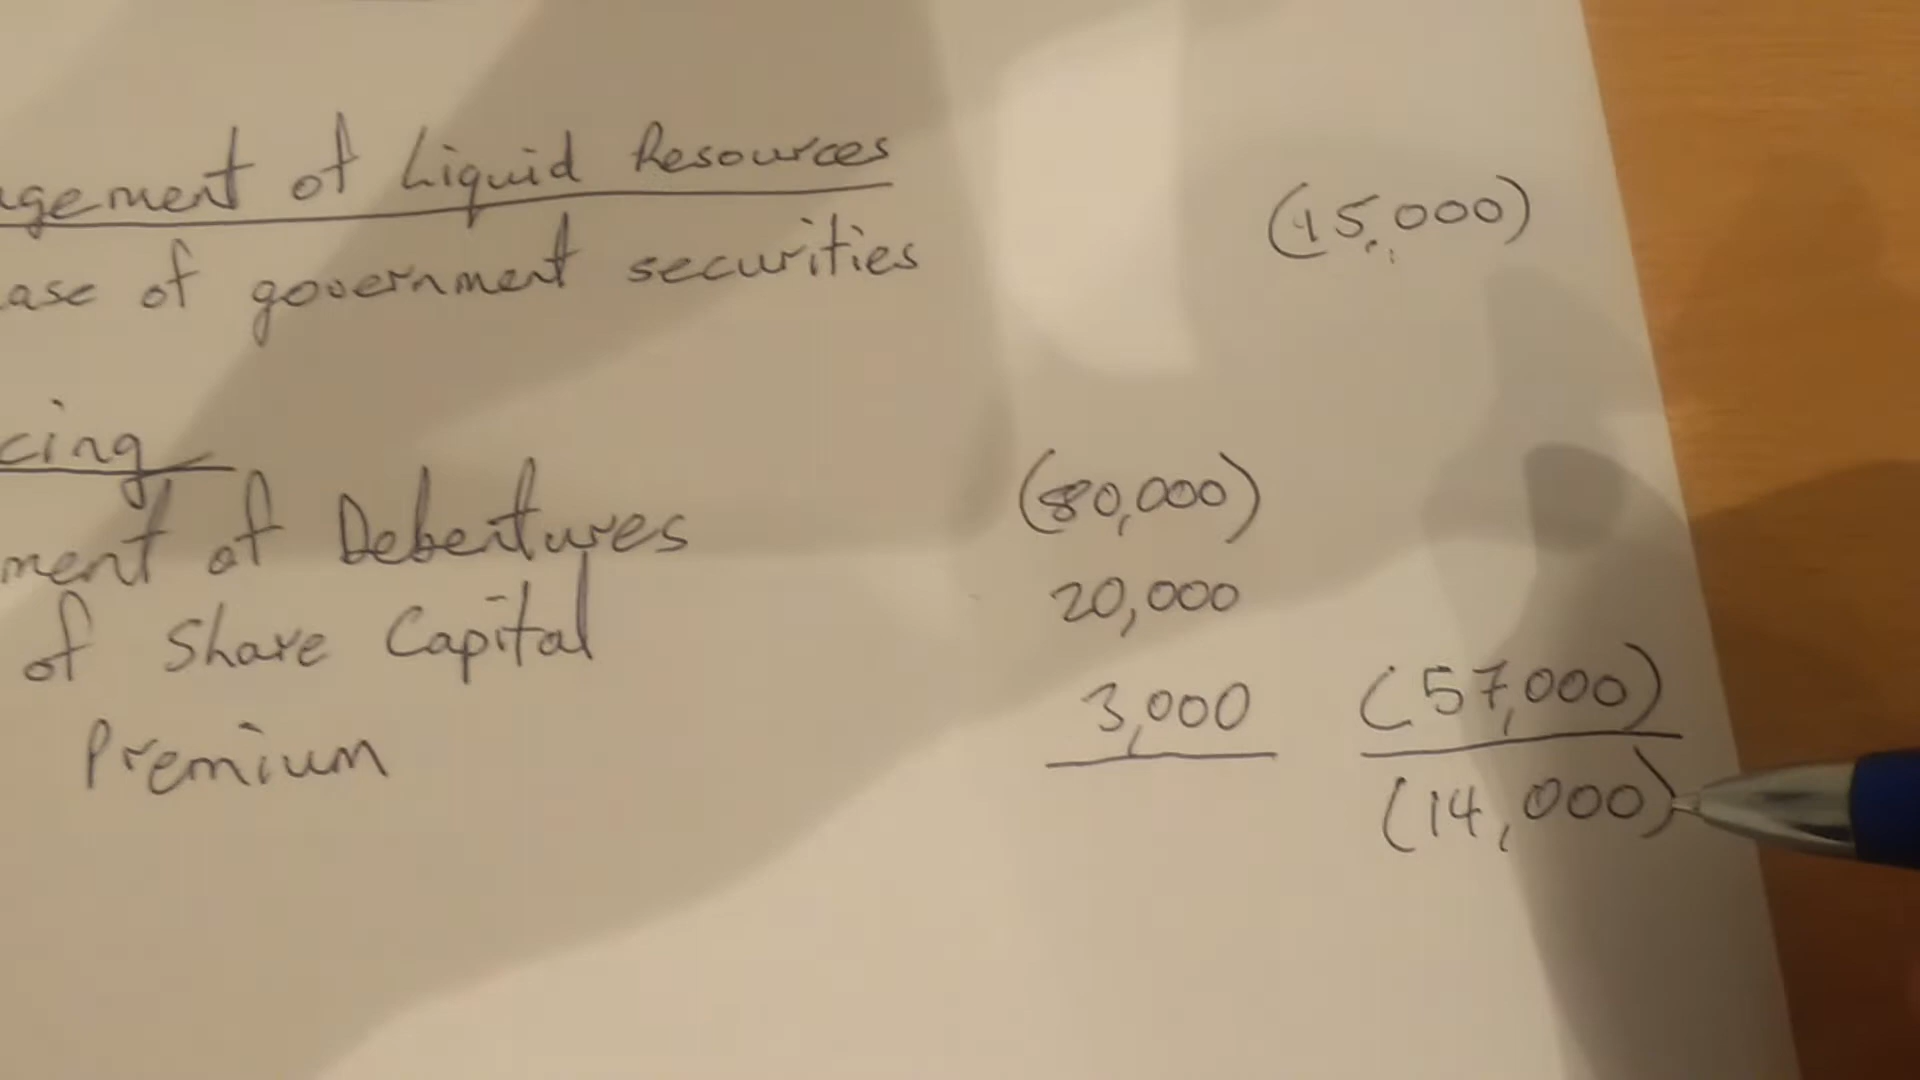 agement of Liquid Resources
ase of government securities (15,000)
cing
ment of Debentures (80,000)
of Share Capital 20,000
Premium 3,000 (57,000)
(14,000)